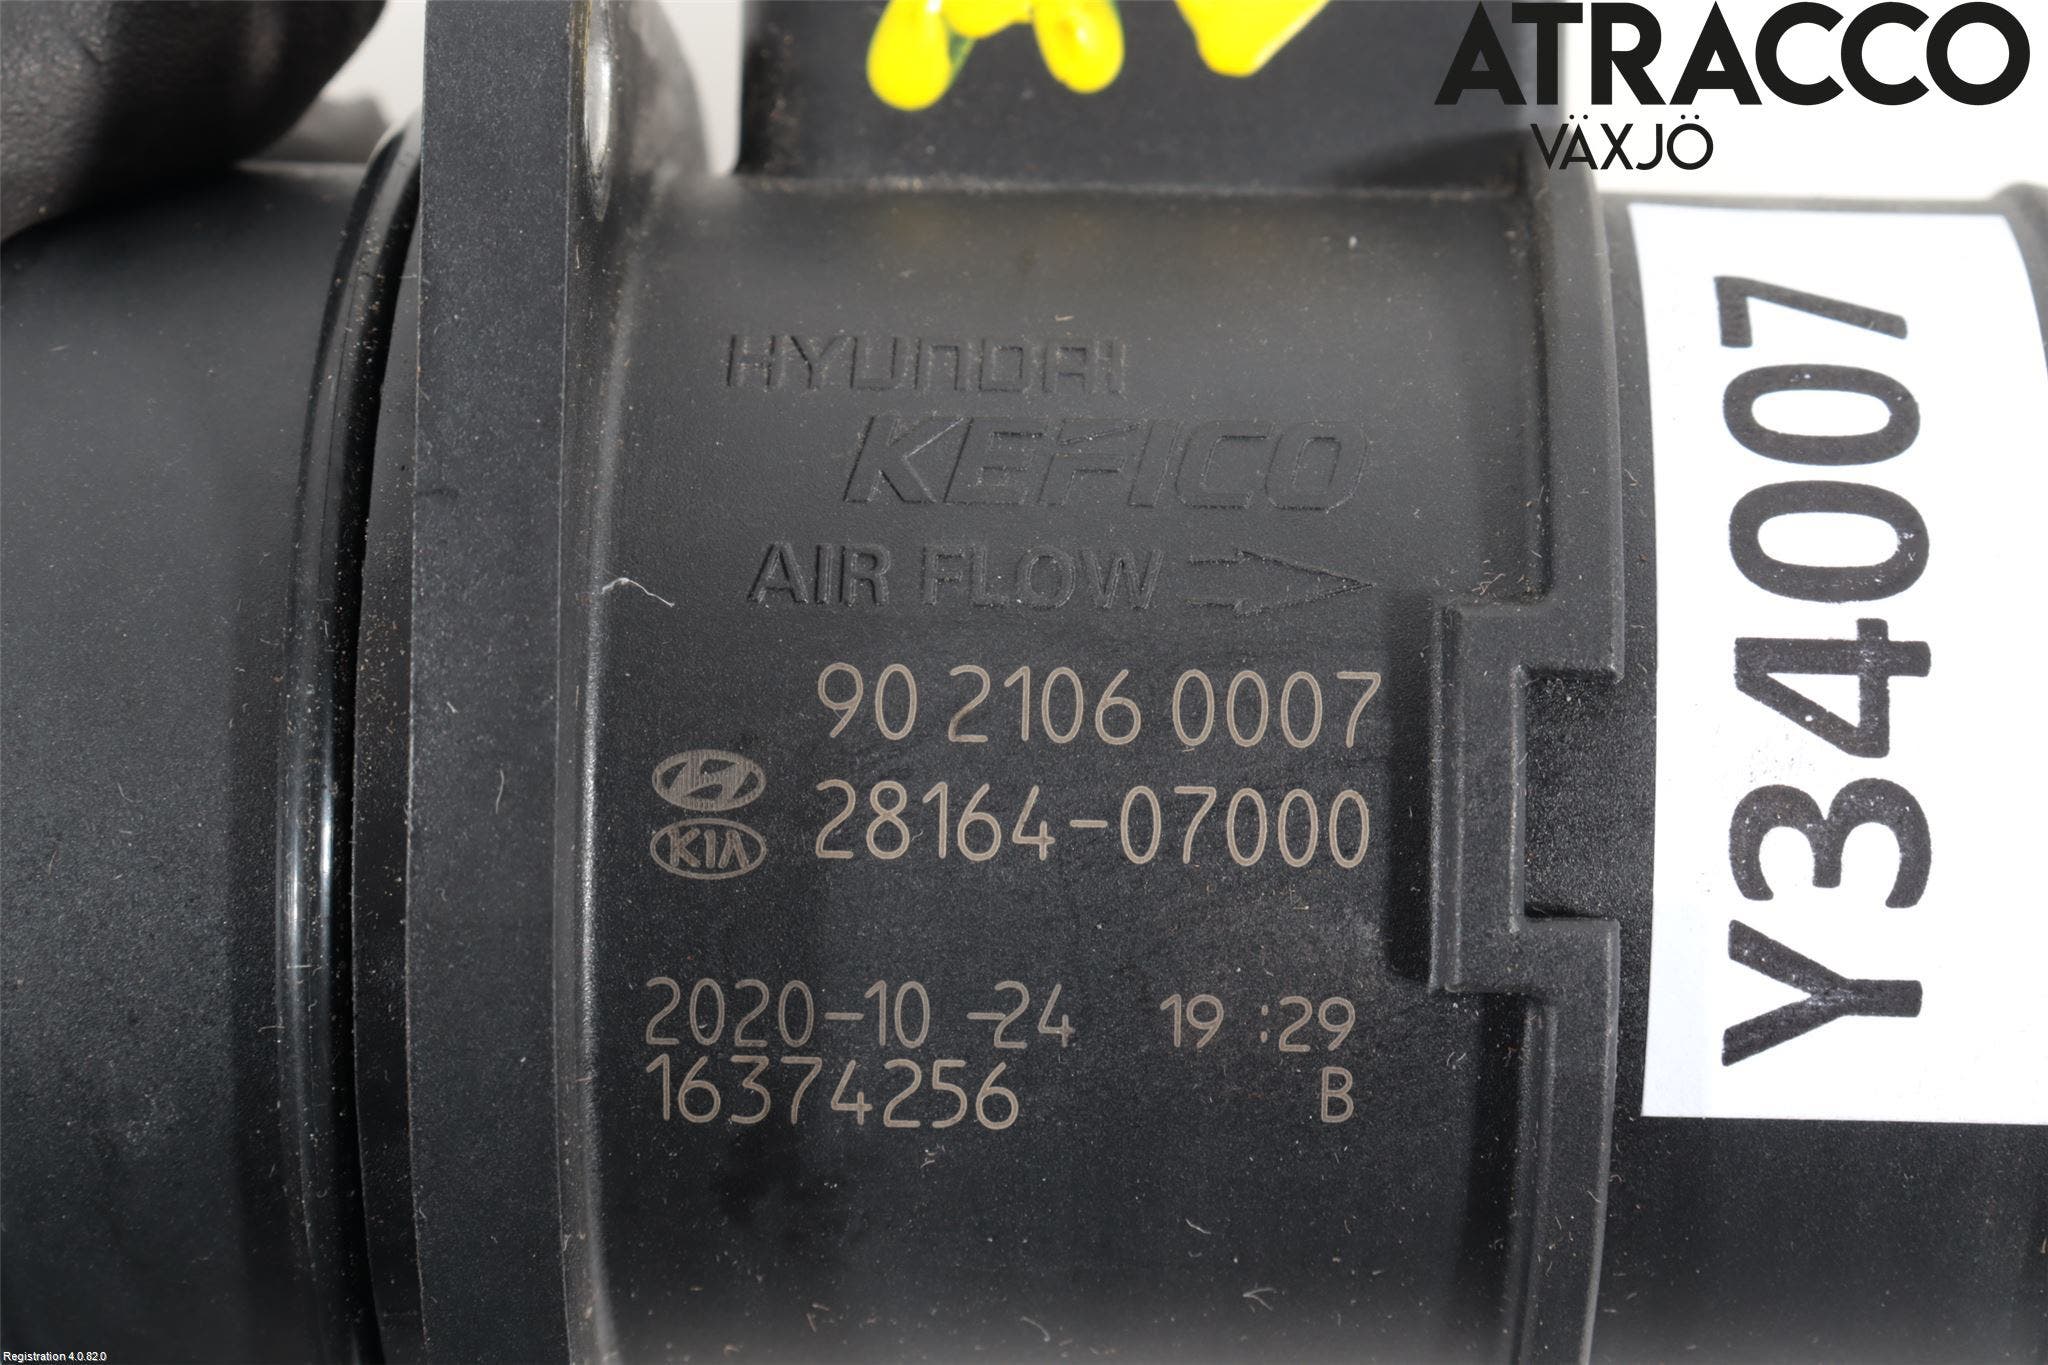 ATRACCO
VÄXJÖ
HYUNDAI
KEFICO
AIR FLOW
90 2106 0007
28164-07000
KIA
2020-10 -24 19 :29
16374256 B
Y34007
Registration 4.0.82.0